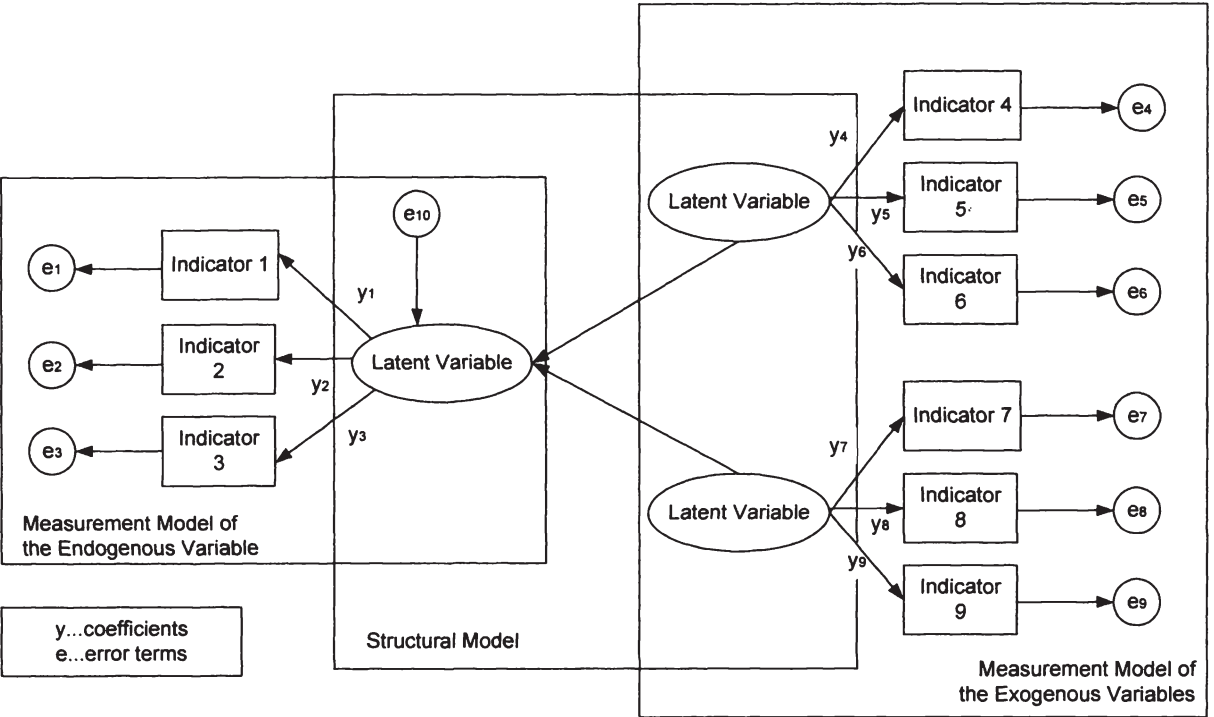 Indicator 4
e4
y4
Latent Variable
Indicator
5
y5
e5
y6
Indicator
6
e6
e10
e1
Indicator 1
y1
e2
Indicator
2
y2
Latent Variable
e3
Indicator
3
y3
Indicator 7
e7
y7
Latent Variable
Indicator
8
y8
e8
y9
Indicator
9
e9
Measurement Model of
the Endogenous Variable
y...coefficients
e...error terms
Structural Model
Measurement Model of
the Exogenous Variables